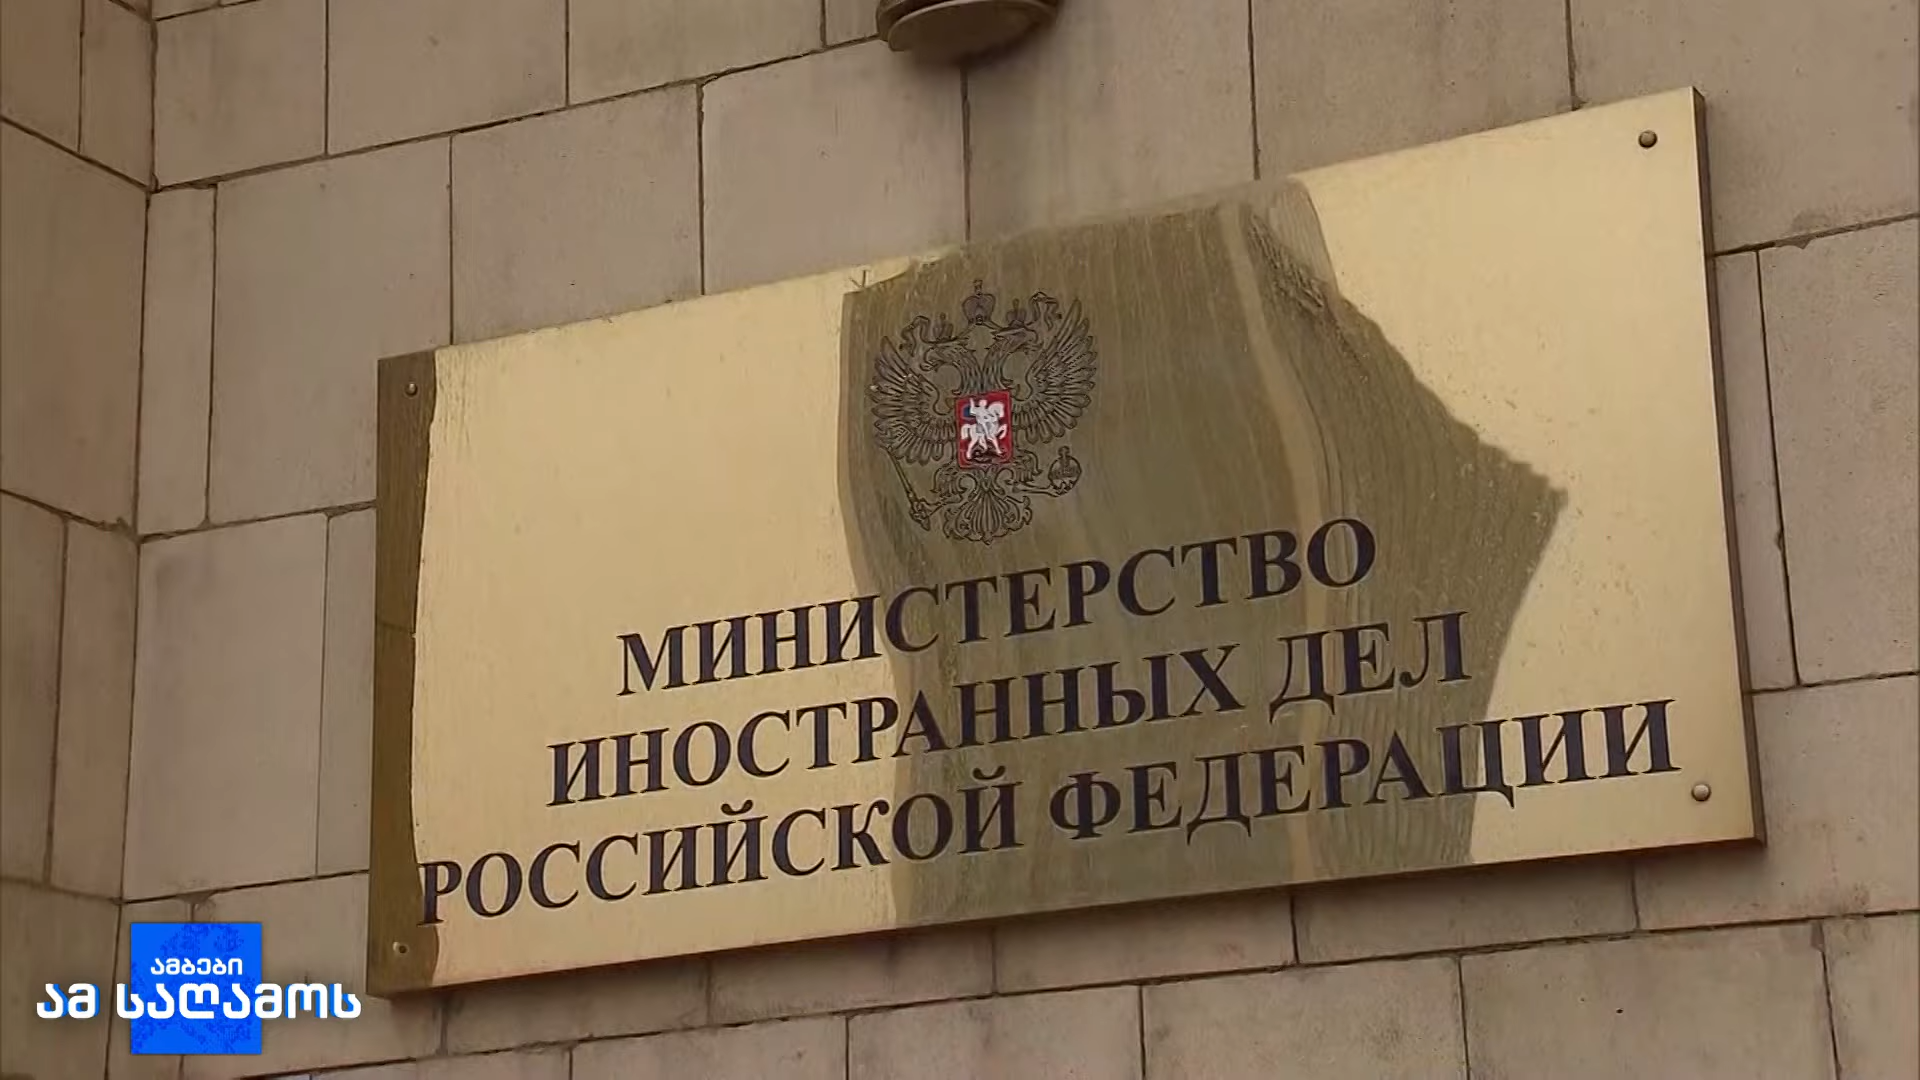 МИНИСТЕРСТВО
ИНОСТРАННЫХ ДЕЛ
РОССИЙСКОЙ ФЕДЕРАЦИИ
ამბები
ამ საღამოს